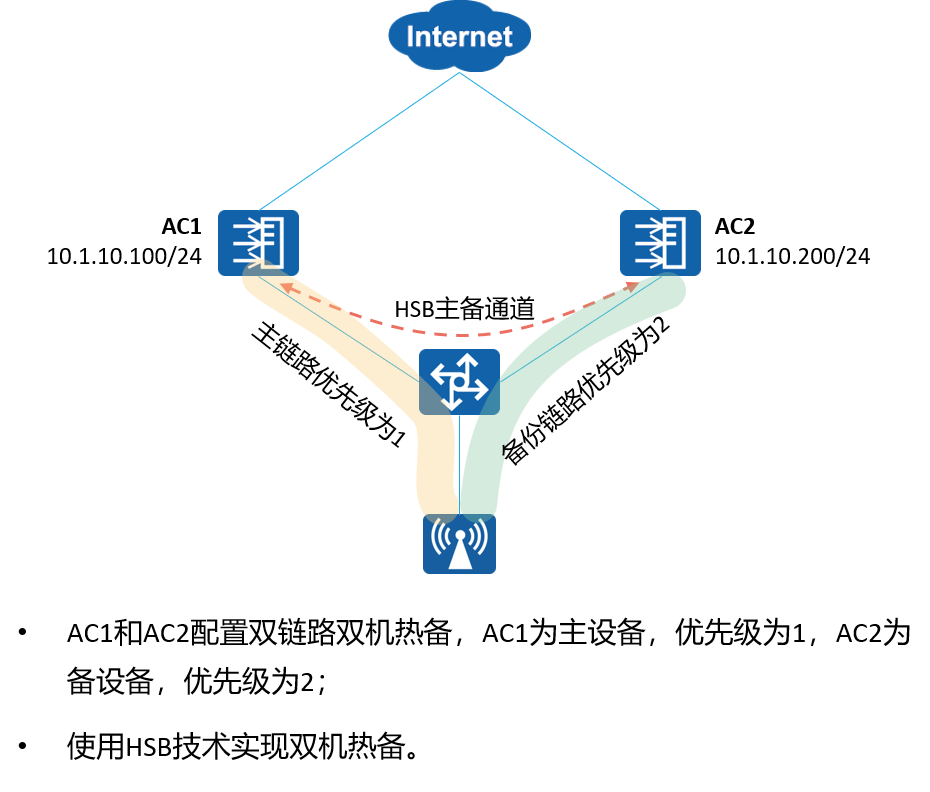 Internet
AC1
10.1.10.100/24
AC2
10.1.10.200/24
HSB主备通道
主链路优先级为1
备份链路优先级为2
• AC1和AC2配置双链路双机热备，AC1为主设备，优先级为1，AC2为
备设备，优先级为2；
• 使用HSB技术实现双机热备。